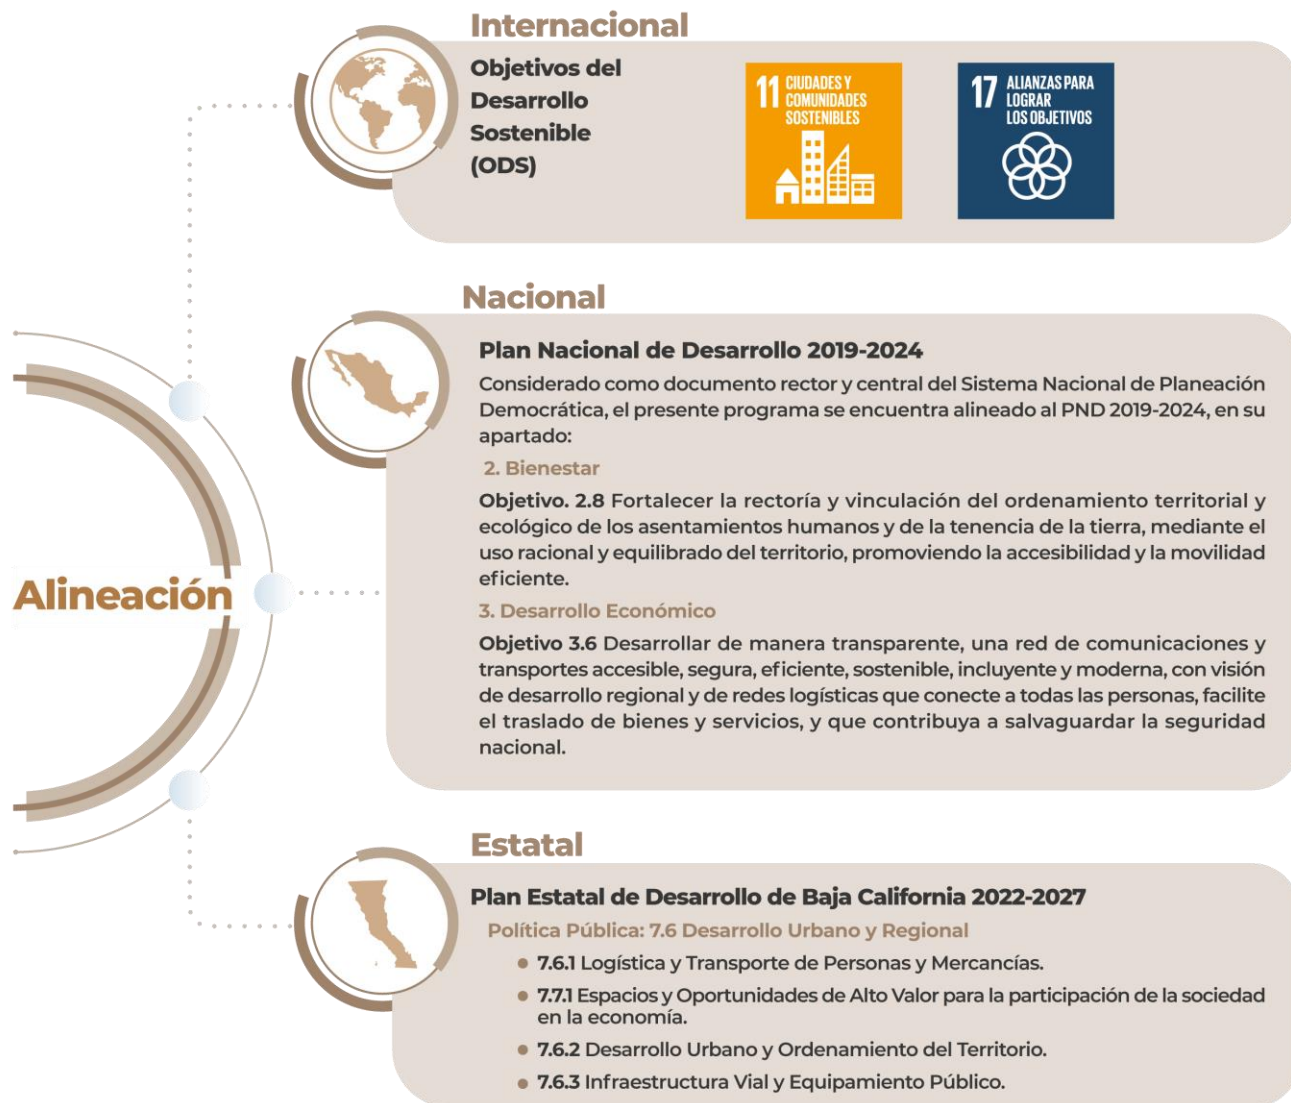 Internacional
Objetivos del
Desarrollo
Sostenible
(ODS)
11 CIUDADES Y
COMUNIDADES
SOSTENIBLES
17 ALIANZAS PARA
LOGRAR
LOS OBJETIVOS
Nacional
Plan Nacional de Desarrollo 2019-2024
Considerado como documento rector y central del Sistema Nacional de Planeación
Democrática, el presente programa se encuentra alineado al PND 2019-2024, en su
apartado:
2. Bienestar
Objetivo. 2.8 Fortalecer la rectoría y vinculación del ordenamiento territorial y
ecológico de los asentamientos humanos y de la tenencia de la tierra, mediante el
uso racional y equilibrado del territorio, promoviendo la accesibilidad y la movilidad
eficiente.
3. Desarrollo Económico
Objetivo 3.6 Desarrollar de manera transparente, una red de comunicaciones y
transportes accesible, segura, eficiente, sostenible, incluyente y moderna, con visión
de desarrollo regional y de redes logísticas que conecte a todas las personas, facilite
el traslado de bienes y servicios, y que contribuya a salvaguardar la seguridad
nacional.
Alineación
Estatal
Plan Estatal de Desarrollo de Baja California 2022-2027
Política Pública: 7.6 Desarrollo Urbano y Regional
7.6.1 Logística y Transporte de Personas y Mercancías.
7.7.1 Espacios y Oportunidades de Alto Valor para la participación de la sociedad
en la economía.
7.6.2 Desarrollo Urbano y Ordenamiento del Territorio.
7.6.3 Infraestructura Vial y Equipamiento Público.